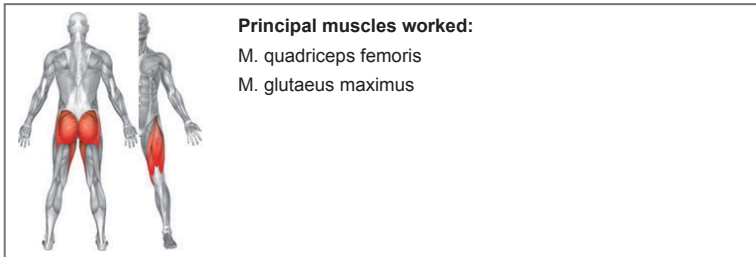 Principal muscles worked:
M. quadriceps femoris
M. glutaeus maximus